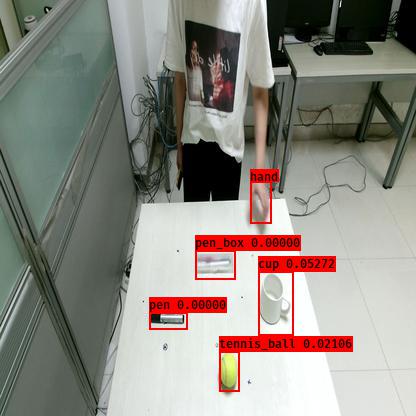 hand
pen_box 0.00000
cup 0.05272
pen 0.00000
tennis_ball 0.02106